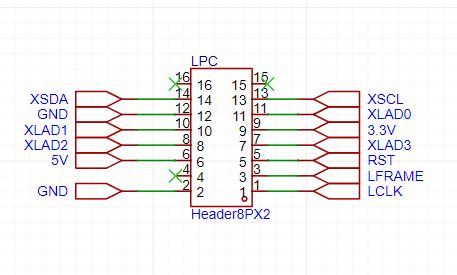 LPC
16 16 15 15
XSDA 14 14 13 13 XSCL
GND 12 12 11 11 XLAD0
XLAD1 10 10 9 9 3.3V
XLAD2 8 8 7 7 XLAD3
5V 6 6 5 5 RST
4 4 3 3 LFRAME
GND 2 2 1 1 LCLK
Header8PX2